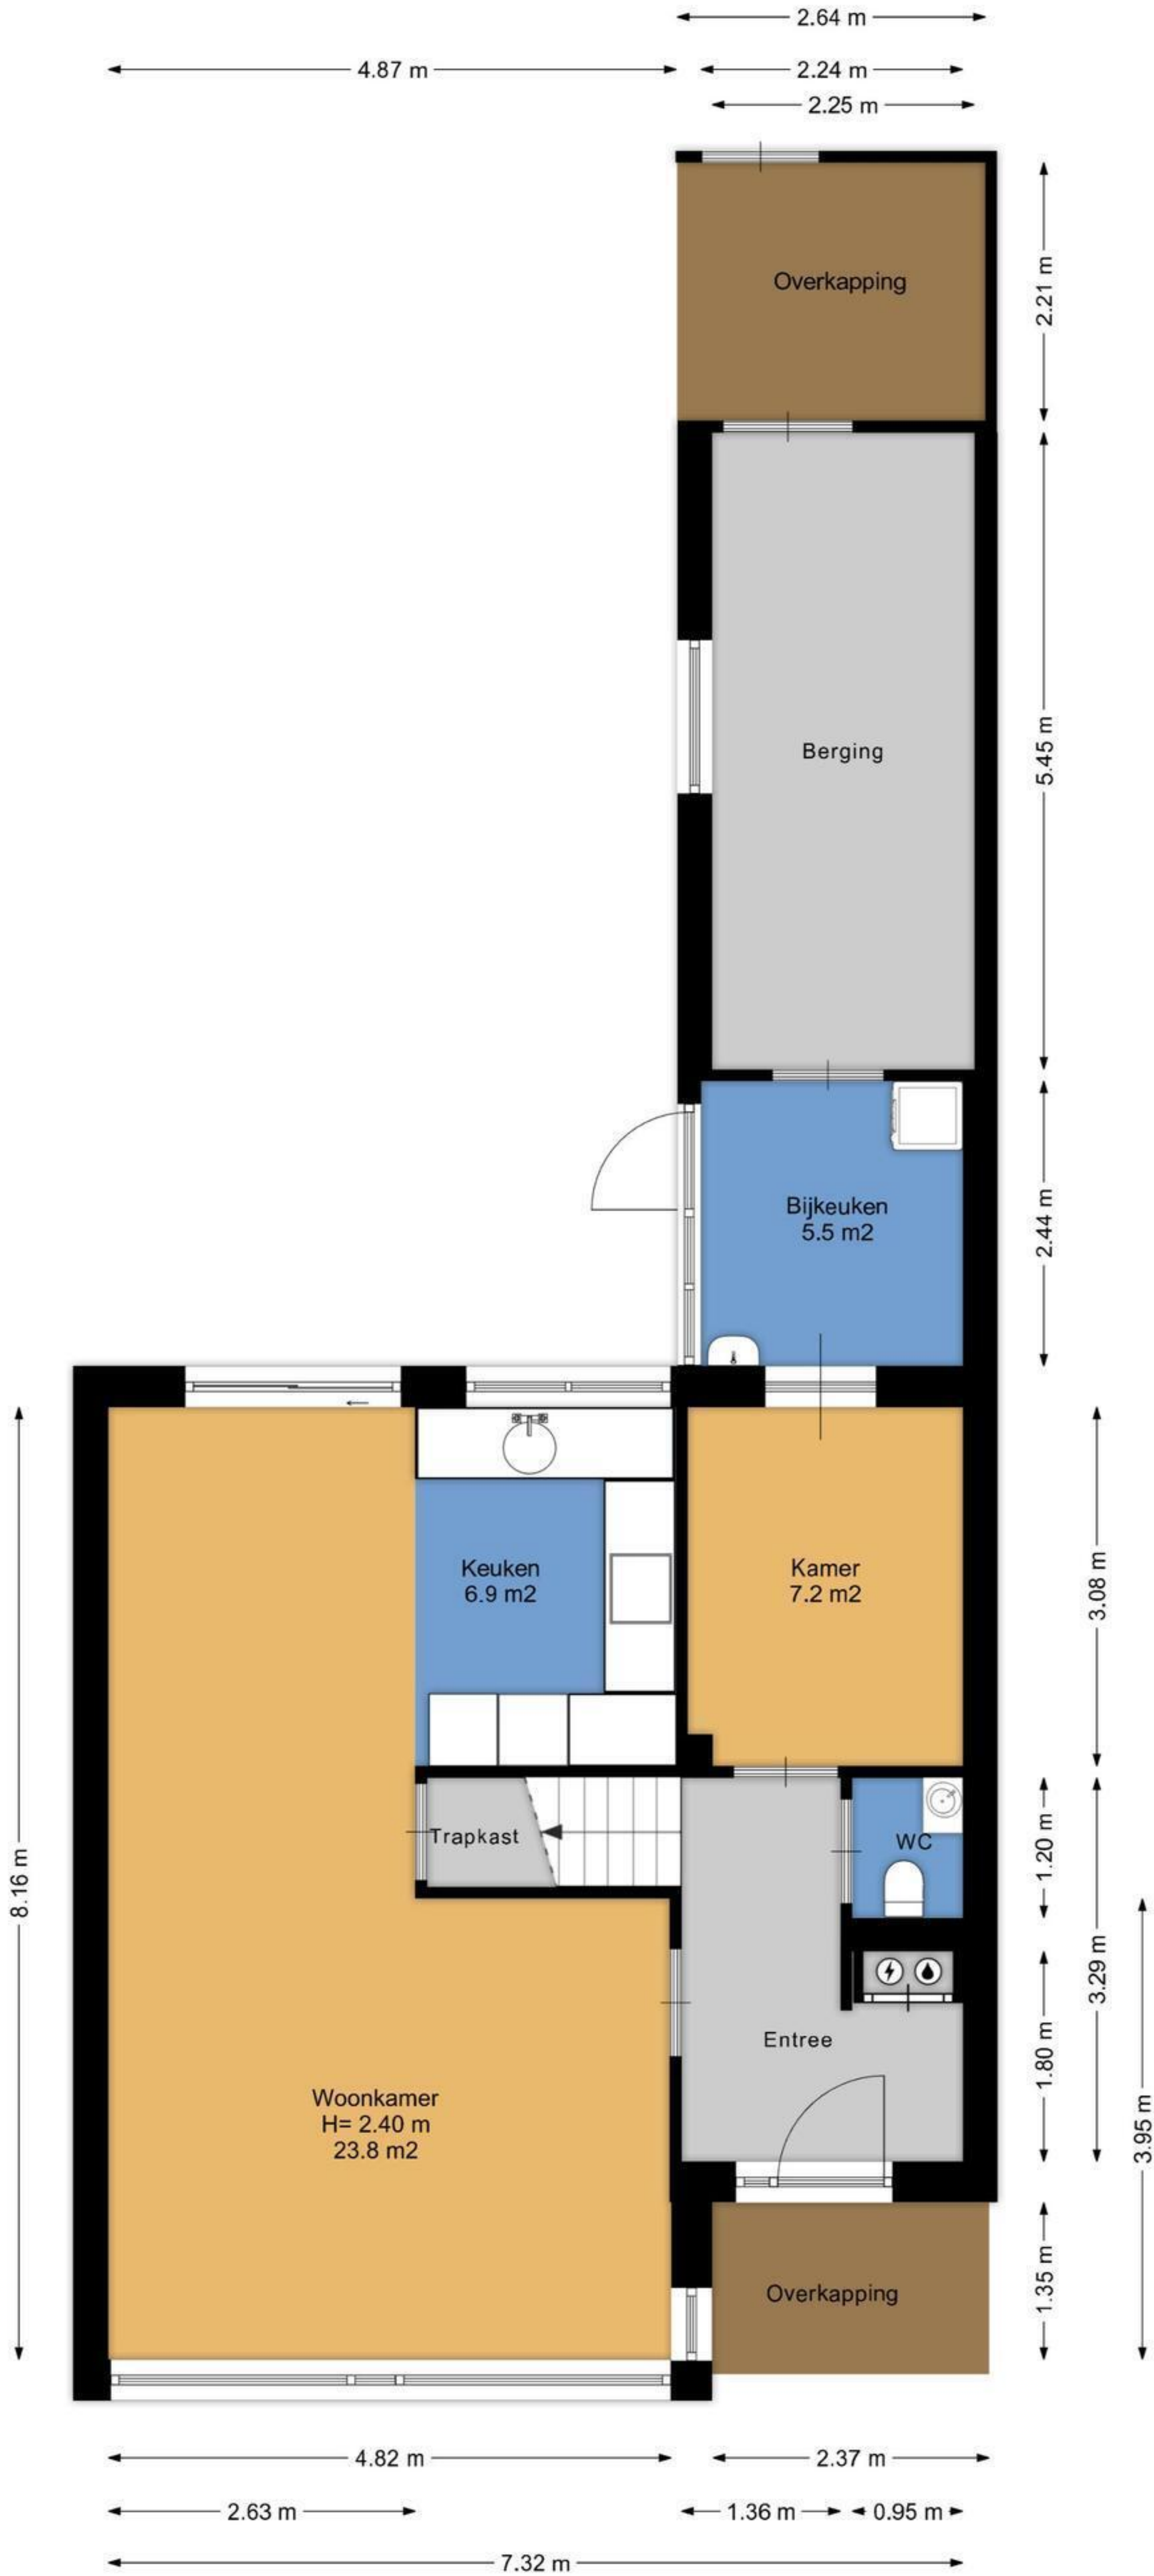 2.64 m
4.87 m
2.24 m
2.25 m
Overkapping
2.21 m
Berging
5.45 m
Bijkeuken
5.5 m2
2.44 m
Keuken
6.9 m2
Kamer
7.2 m2
3.08 m
Trapkast
WC
1.20 m
8.16 m
3.29 m
Entree
1.80 m
Woonkamer
H= 2.40 m
23.8 m2
3.95 m
Overkapping
1.35 m
4.82 m
2.37 m
2.63 m
1.36 m
0.95 m
7.32 m